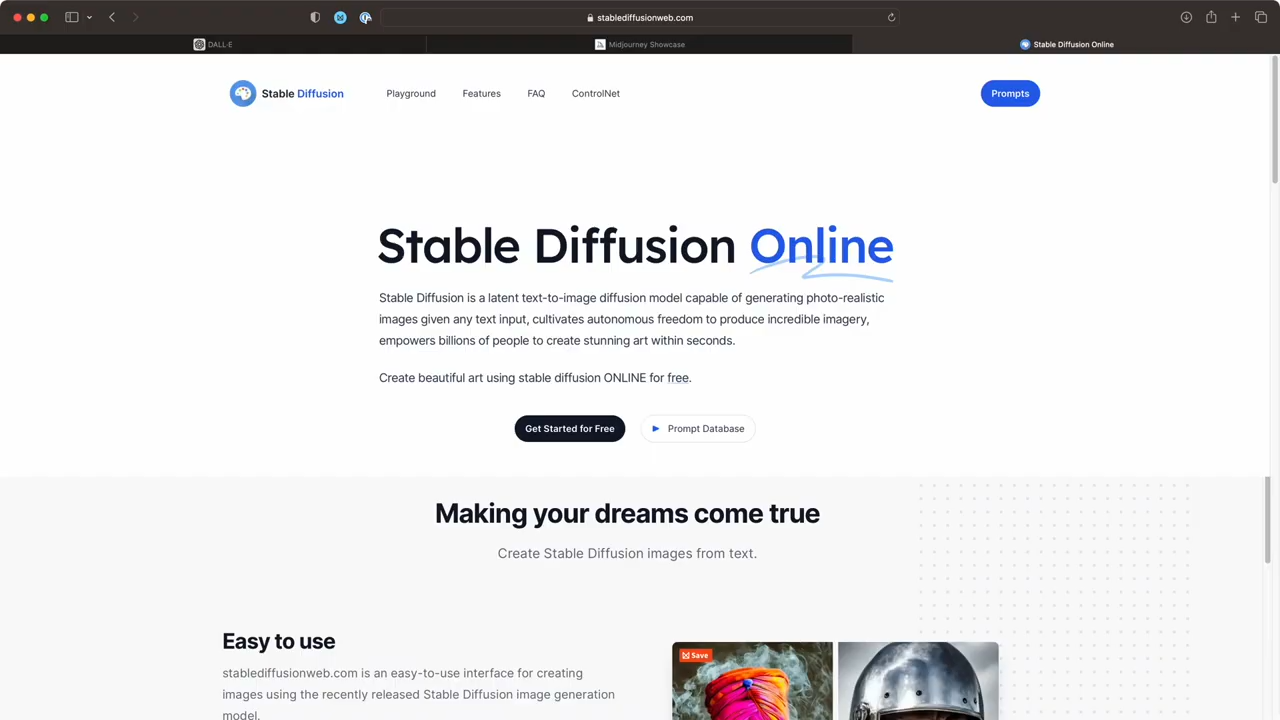 stablediffusionweb.com
DALL·E
Midjourney Showcase
Stable Diffusion Online
Stable Diffusion
Playground
Features
FAQ
ControlNet
Prompts
Stable Diffusion Online
Stable Diffusion is a latent text-to-image diffusion model capable of generating photo-realistic
images given any text input, cultivates autonomous freedom to produce incredible imagery,
empowers billions of people to create stunning art within seconds.
Create beautiful art using stable diffusion ONLINE for free.
Get Started for Free
Prompt Database
Making your dreams come true
Create Stable Diffusion images from text.
Easy to use
stablediffusionweb.com is an easy-to-use interface for creating
images using the recently released Stable Diffusion image generation
model.
Save